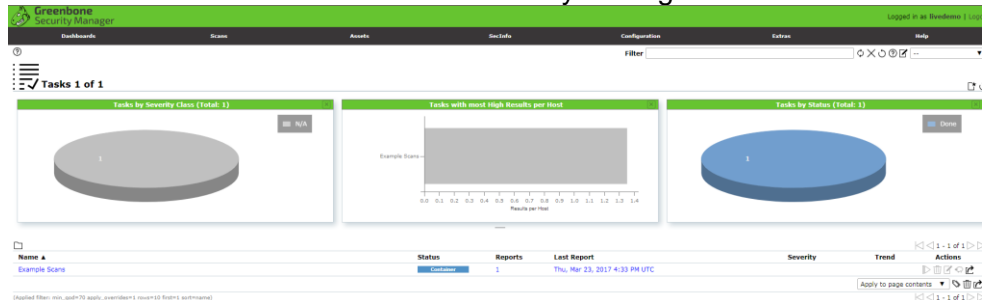 Greenbone
Security Manager
Logged in as livedemo | Log
Dashboards Scans Assets SecInfo Configuration Extras Help
Filter --
Tasks 1 of 1
Tasks by Severity Class (Total: 1) Tasks with most High Results per Host Tasks by Status (Total: 1)
N/A Done
1 Example Scans 1
0.0 0.1 0.2 0.3 0.4 0.5 0.6 0.7 0.8 0.9 1.0 1.1 1.2 1.3 1.4
Results per Host
1 - 1 of 1
Name ▲ Status Reports Last Report Severity Trend Actions
Example Scans Container 1 Thu, Mar 23, 2017 4:33 PM UTC
Apply to page contents ▼
(Applied filter: min_qod=70 apply_overrides=1 rows=10 first=1 sort=name) 1 - 1 of 1